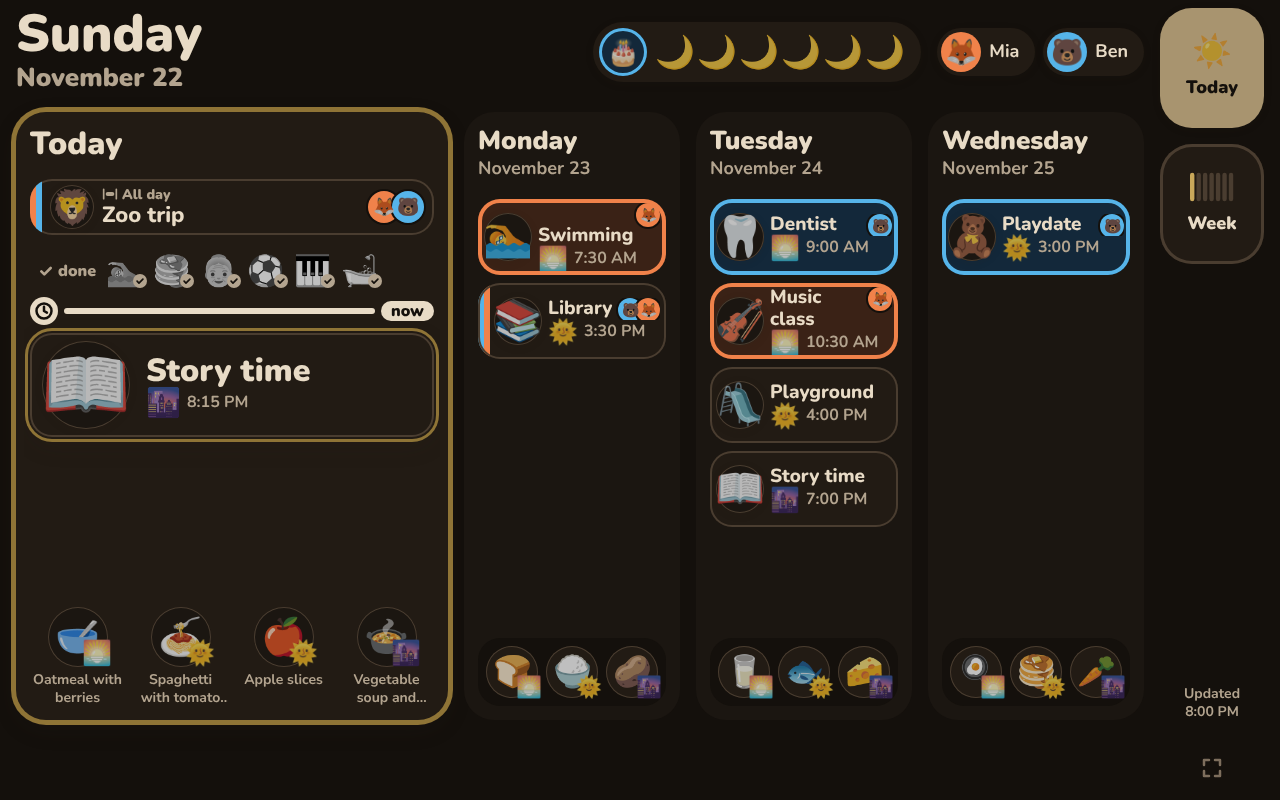 Sunday
November 22
Mia
Ben
Today
Week
Today
All day
Zoo trip
done
now
Story time
8:15 PM
Oatmeal with
berries
Spaghetti
with tomato..
Apple slices
Vegetable
soup and...
Monday
November 23
Swimming
7:30 AM
Library
3:30 PM
Tuesday
November 24
Dentist
9:00 AM
Music
class
10:30 AM
Playground
4:00 PM
Story time
7:00 PM
Wednesday
November 25
Playdate
3:00 PM
Updated
8:00 PM